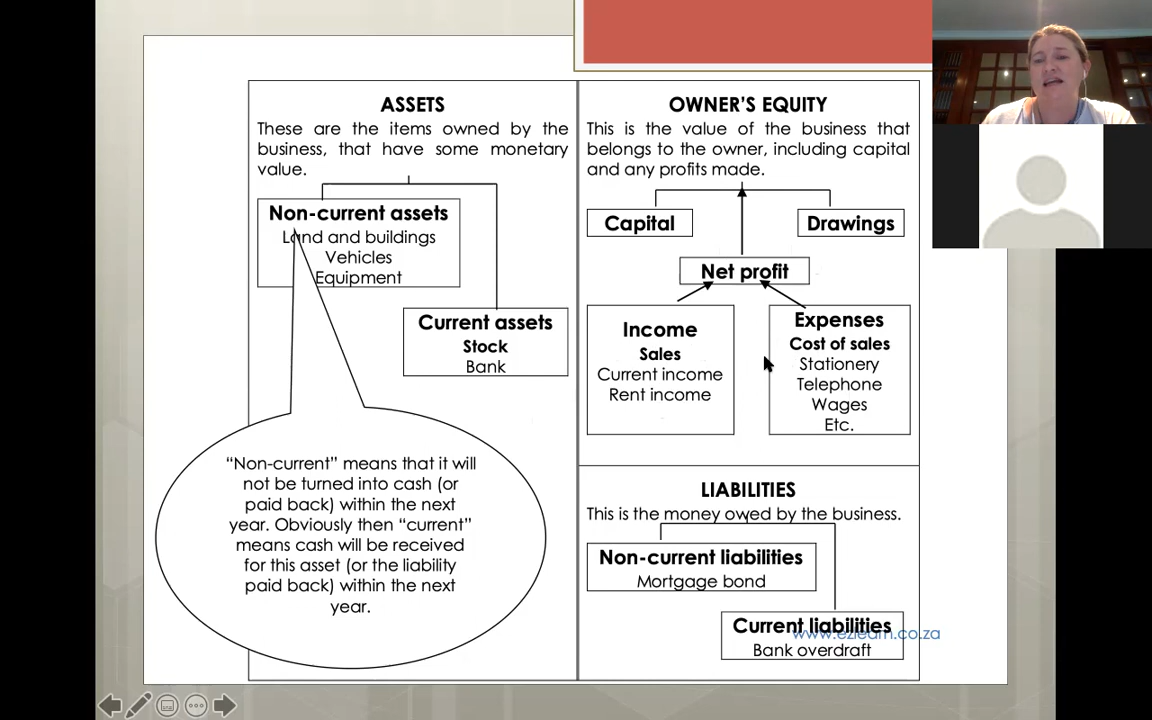 ASSETS
These are the items owned by the
business, that have some monetary
value.
Non-current assets
Land and buildings
Vehicles
Equipment
Current assets
Stock
Bank
“Non-current” means that it will
not be turned into cash (or
paid back) within the next
year. Obviously then “current”
means cash will be received
for this asset (or the liability
paid back) within the next
year.
OWNER’S EQUITY
This is the value of the business that
belongs to the owner, including capital
and any profits made.
Capital
Drawings
Net profit
Income
Sales
Current income
Rent income
Expenses
Cost of sales
Stationery
Telephone
Wages
Etc.
LIABILITIES
This is the money owed by the business.
Non-current liabilities
Mortgage bond
Current liabilities
www.ezlearn.co.za
Bank overdraft